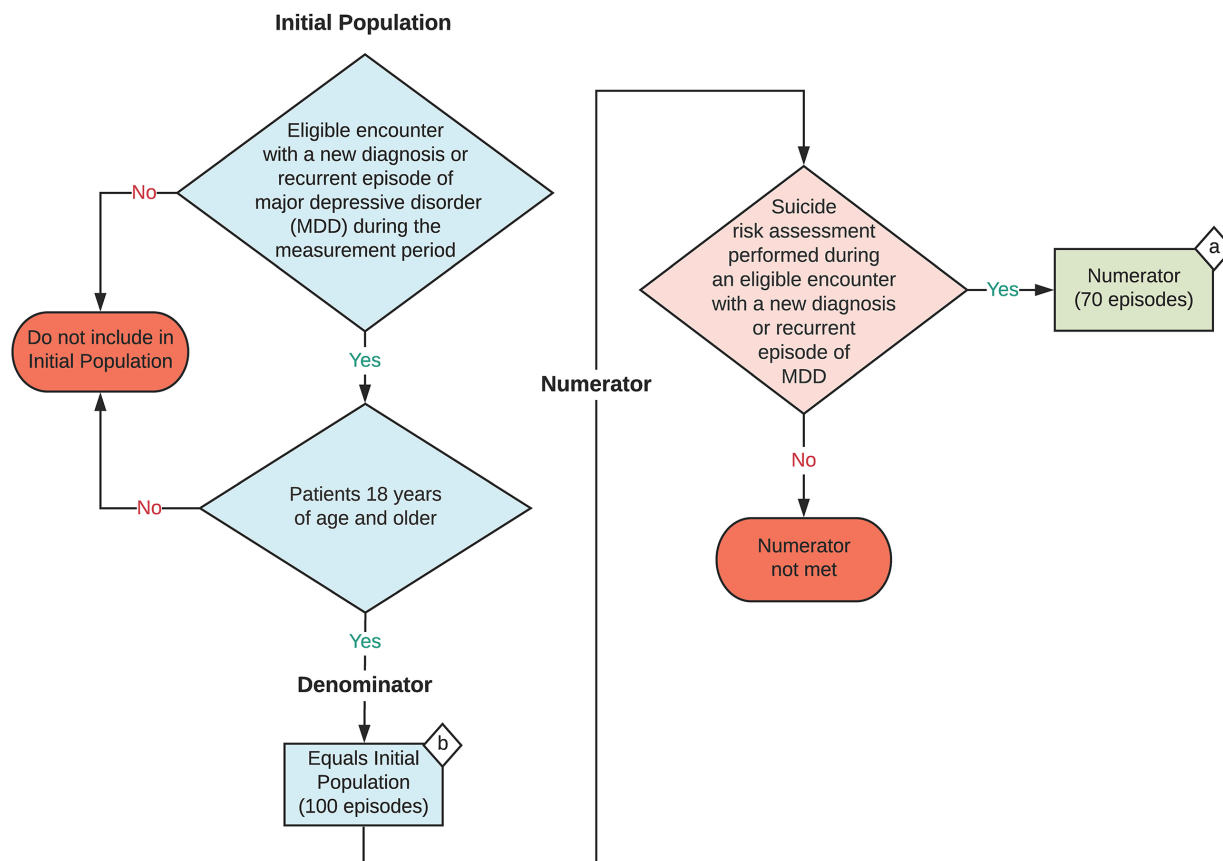 Initial Population
Eligible encounter
with a new diagnosis or
recurrent episode of
major depressive disorder
(MDD) during the
measurement period
No
Do not include in
Initial Population
Yes
Patients 18 years
of age and older
No
Yes
Denominator
b
Equals Initial
Population
(100 episodes)
Numerator
Suicide
risk assessment
performed during
an eligible encounter
with a new diagnosis
or recurrent
episode of
MDD
Yes
a
Numerator
(70 episodes)
No
Numerator
not met